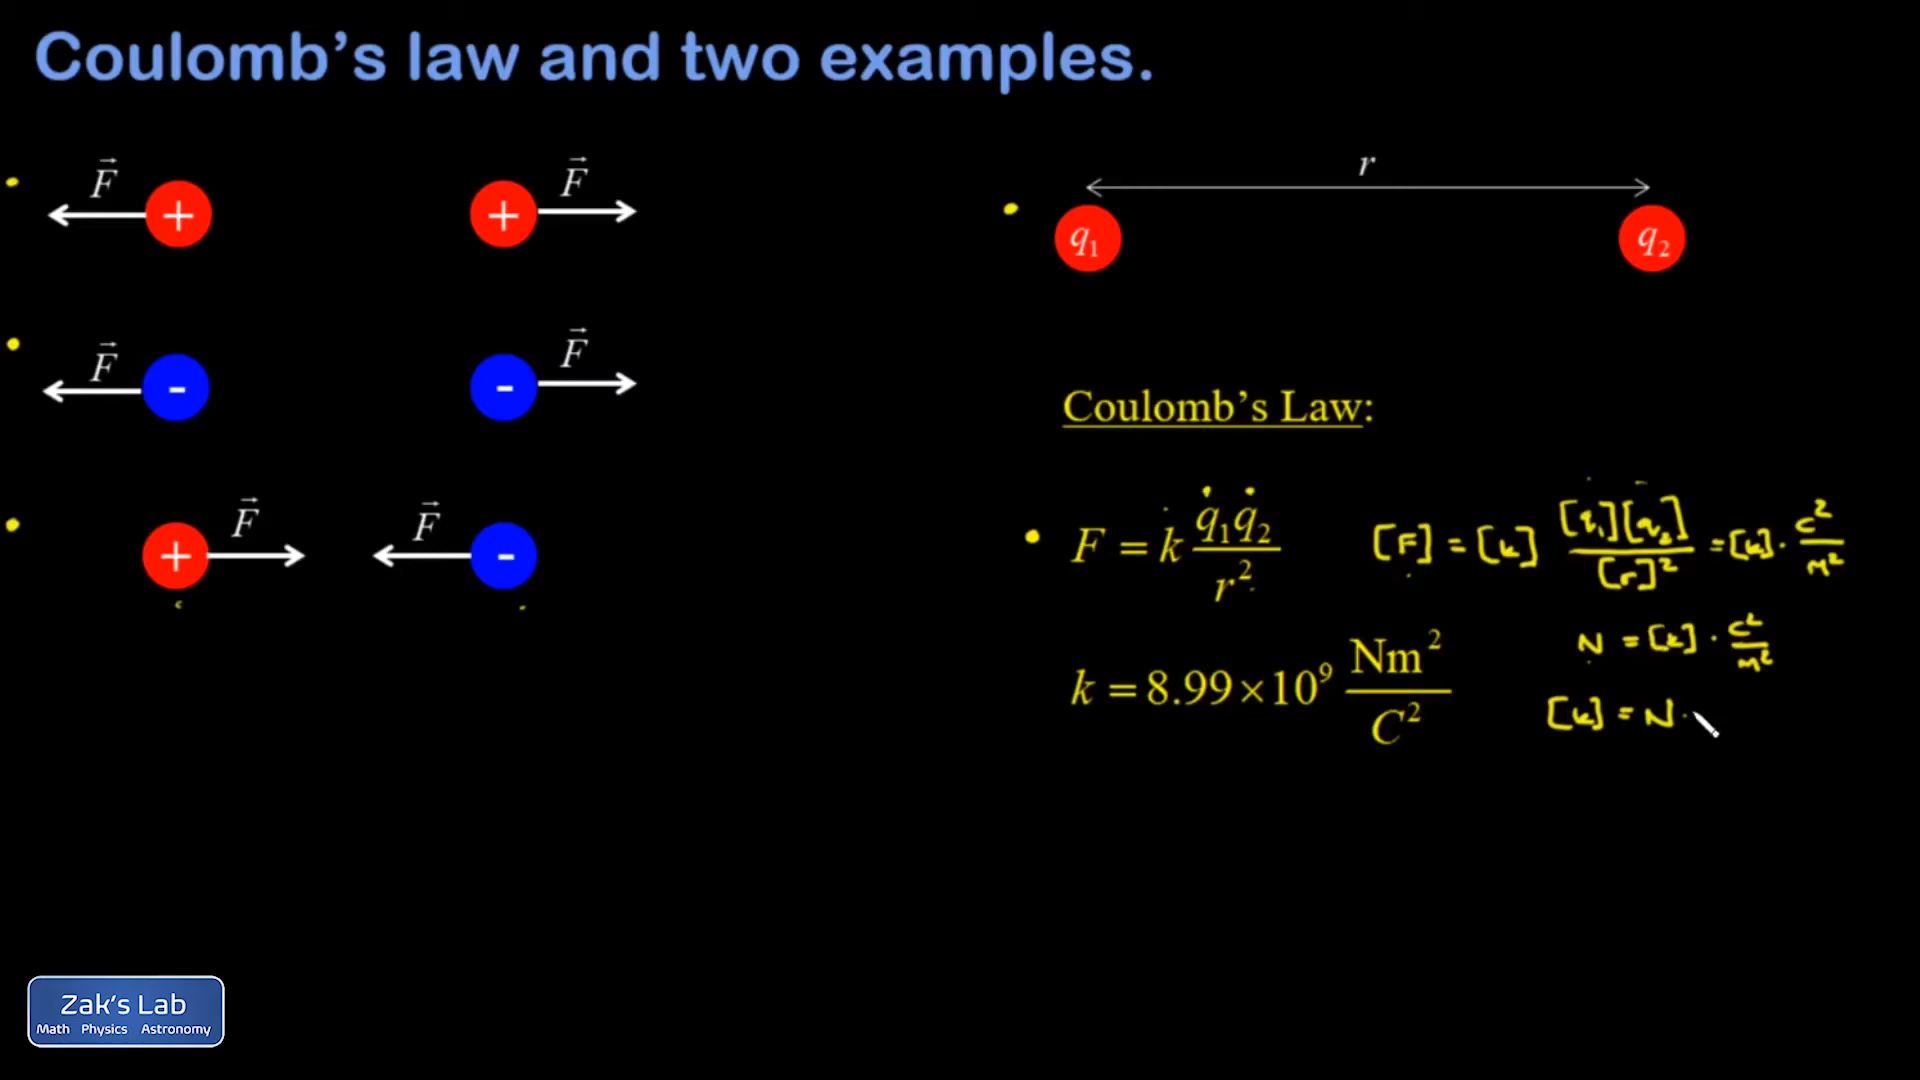 Coulomb's law and two examples.
F⃗ + + F⃗
F⃗ - - F⃗
+ F⃗ F⃗ -
r
q₁ q₂
Coulomb's Law:
F = k q₁q₂ / r² [F] = [k] [q₁][q₂] / [r]² = [k] · C² / m²
N = [k] · C² / m²
k = 8.99×10⁹ Nm² / C²
[k] = N ·
Zak's Lab
Math Physics Astronomy